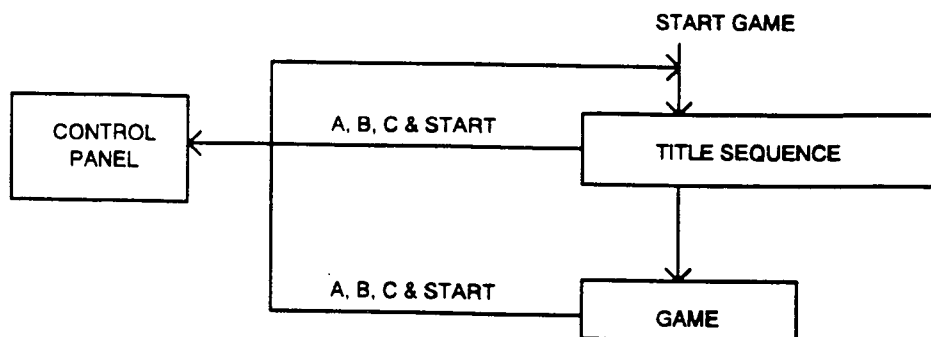 START GAME
A, B, C & START
CONTROL
PANEL
TITLE SEQUENCE
A, B, C & START
GAME